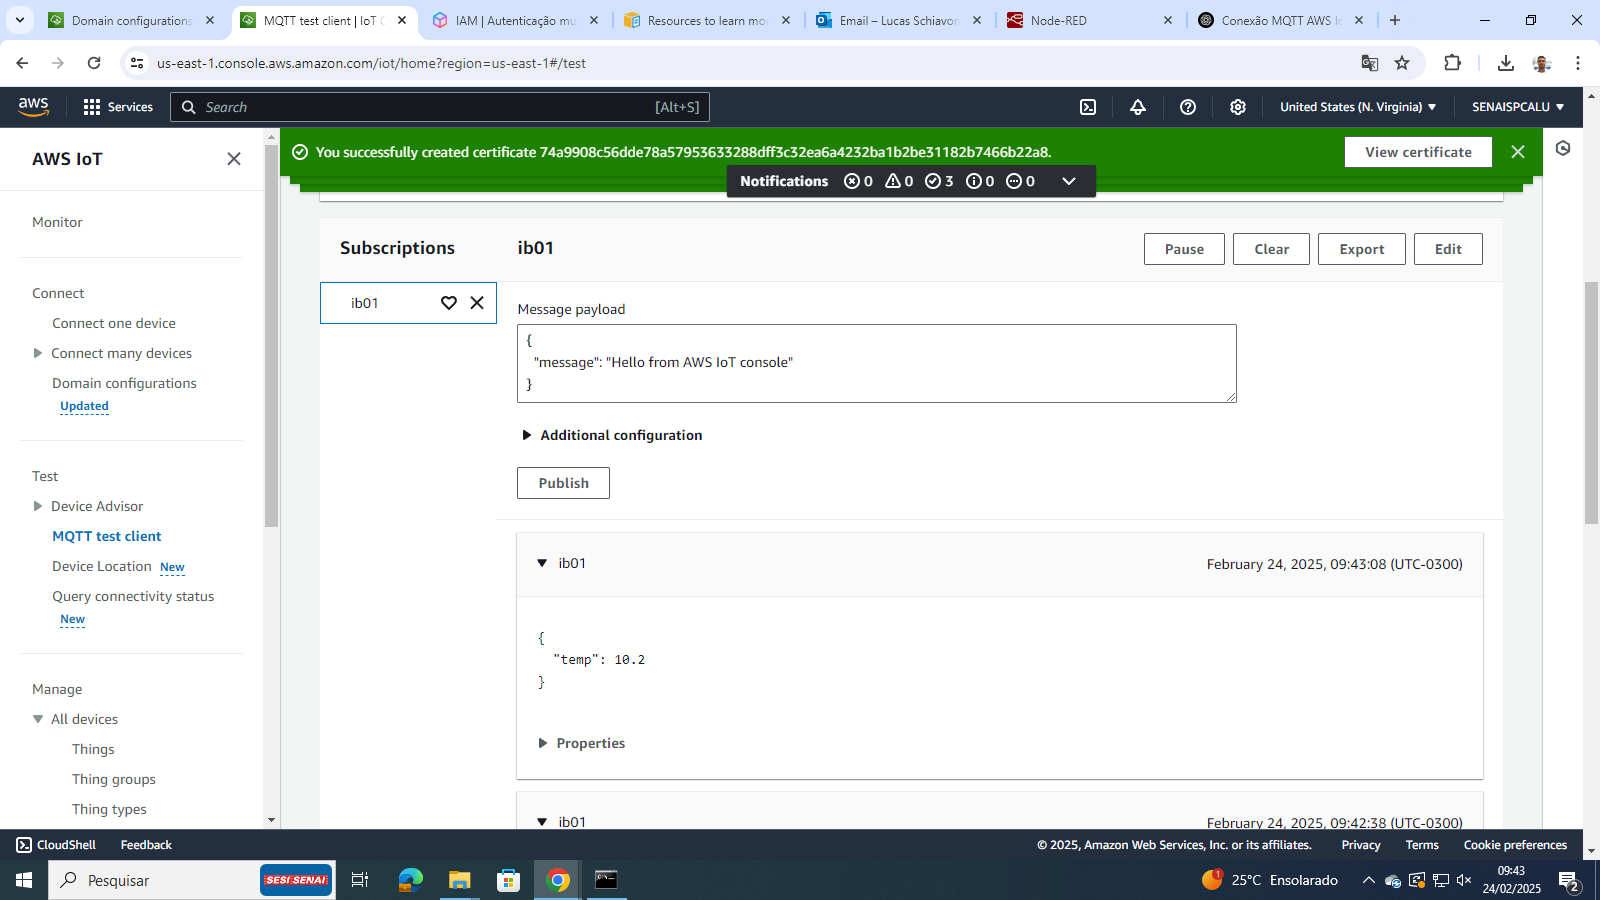 Domain configurations
MQTT test client | IoT C
IAM | Autenticação mu
Resources to learn mo
Email – Lucas Schiavon
Node-RED
Conexão MQTT AWS Io
us-east-1.console.aws.amazon.com/iot/home?region=us-east-1#/test
aws
Services
Search
[Alt+S]
United States (N. Virginia)
SENAISPCALU
AWS IoT
You successfully created certificate 74a9908c56dde78a57953633288dff3c32ea6a4232ba1b2be31182b7466b22a8.
View certificate
Notifications 0 0 3 0 0
Monitor
Connect
Connect one device
Connect many devices
Domain configurations
Updated
Test
Device Advisor
MQTT test client
Device Location New
Query connectivity status
New
Manage
All devices
Things
Thing groups
Thing types
Subscriptions
ib01
Pause
Clear
Export
Edit
ib01
Message payload
{
"message": "Hello from AWS IoT console"
}
Additional configuration
Publish
ib01
February 24, 2025, 09:43:08 (UTC-0300)
{
"temp": 10.2
}
Properties
ib01
February 24, 2025, 09:42:38 (UTC-0300)
CloudShell
Feedback
© 2025, Amazon Web Services, Inc. or its affiliates.
Privacy
Terms
Cookie preferences
Pesquisar
SESI SENAI
1
25°C Ensolarado
09:43
24/02/2025
2